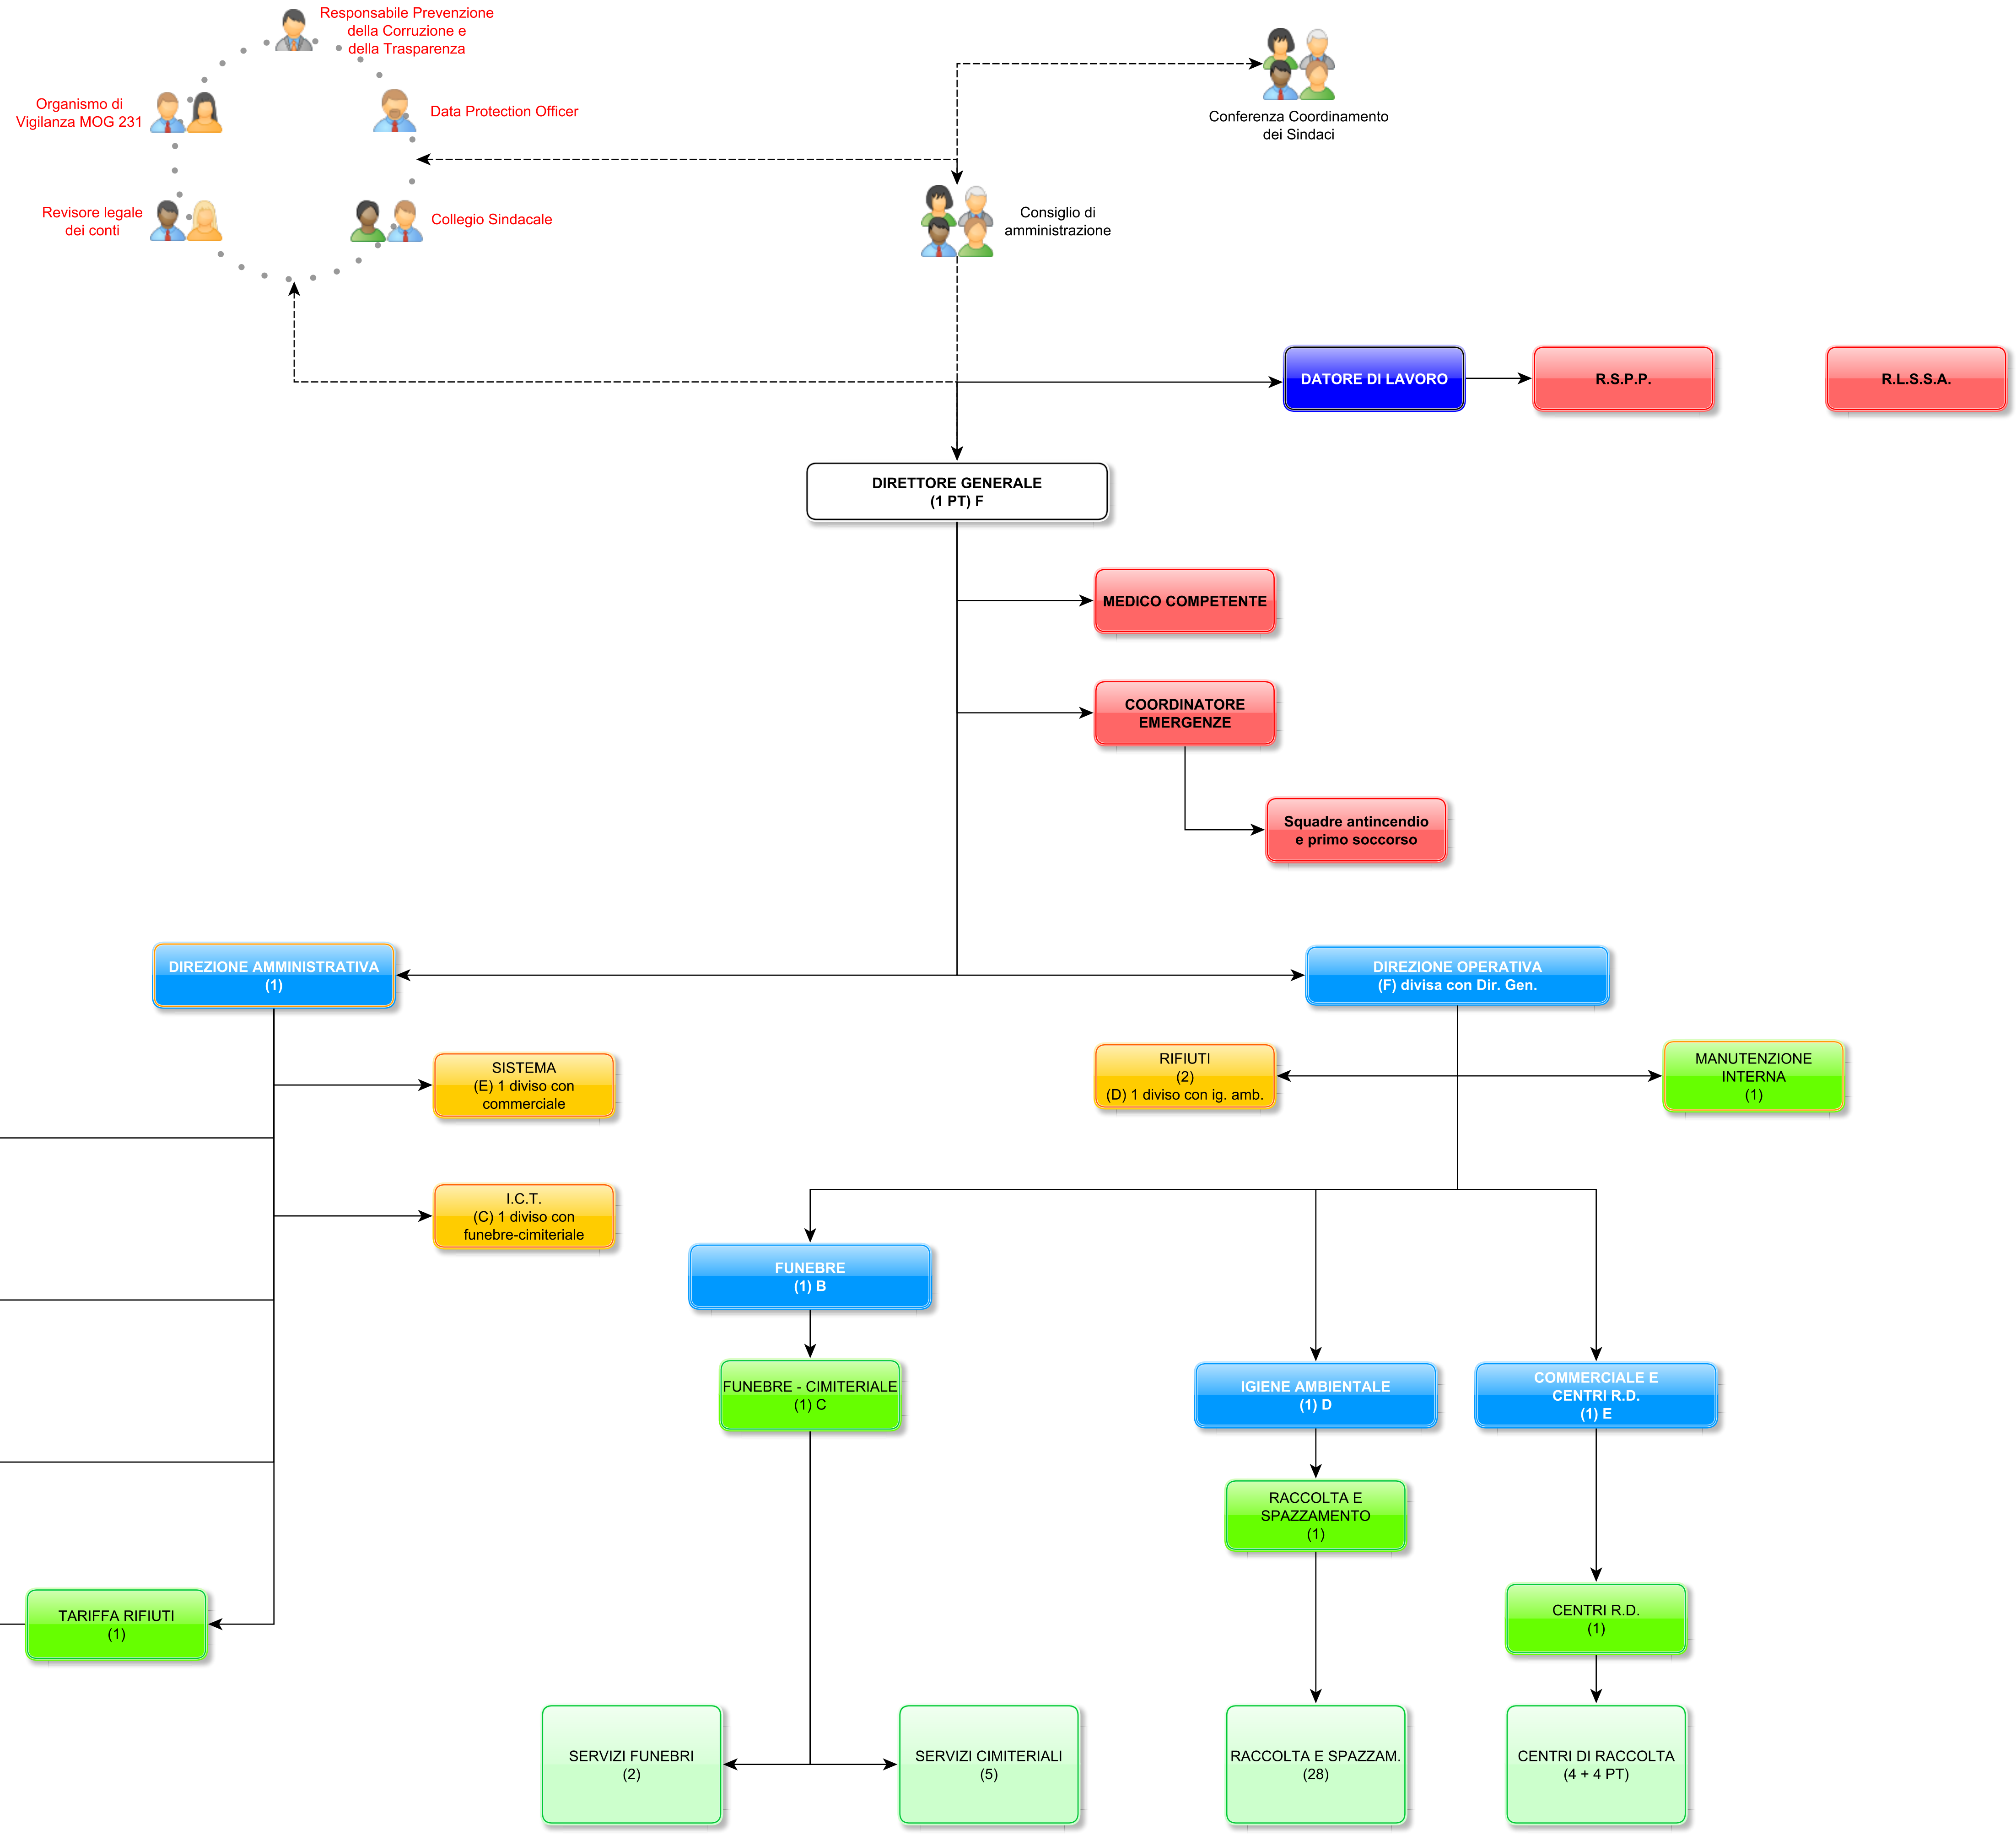 Responsabile Prevenzione
della Corruzione e
della Trasparenza
Organismo di
Vigilanza MOG 231
Data Protection Officer
Revisore legale
dei conti
Collegio Sindacale
Conferenza Coordinamento
dei Sindaci
Consiglio di
amministrazione
DATORE DI LAVORO
R.S.P.P.
R.L.S.S.A.
DIRETTORE GENERALE
(1 PT) F
MEDICO COMPETENTE
COORDINATORE
EMERGENZE
Squadre antincendio
e primo soccorso
DIREZIONE AMMINISTRATIVA
(1)
DIREZIONE OPERATIVA
(F) divisa con Dir. Gen.
SISTEMA
(E) 1 diviso con
commerciale
RIFIUTI
(2)
(D) 1 diviso con ig. amb.
MANUTENZIONE
INTERNA
(1)
I.C.T.
(C) 1 diviso con
funebre-cimiteriale
FUNEBRE
(1) B
FUNEBRE - CIMITERIALE
(1) C
IGIENE AMBIENTALE
(1) D
COMMERCIALE E
CENTRI R.D.
(1) E
RACCOLTA E
SPAZZAMENTO
(1)
TARIFFA RIFIUTI
(1)
CENTRI R.D.
(1)
SERVIZI FUNEBRI
(2)
SERVIZI CIMITERIALI
(5)
RACCOLTA E SPAZZAM.
(28)
CENTRI DI RACCOLTA
(4 + 4 PT)